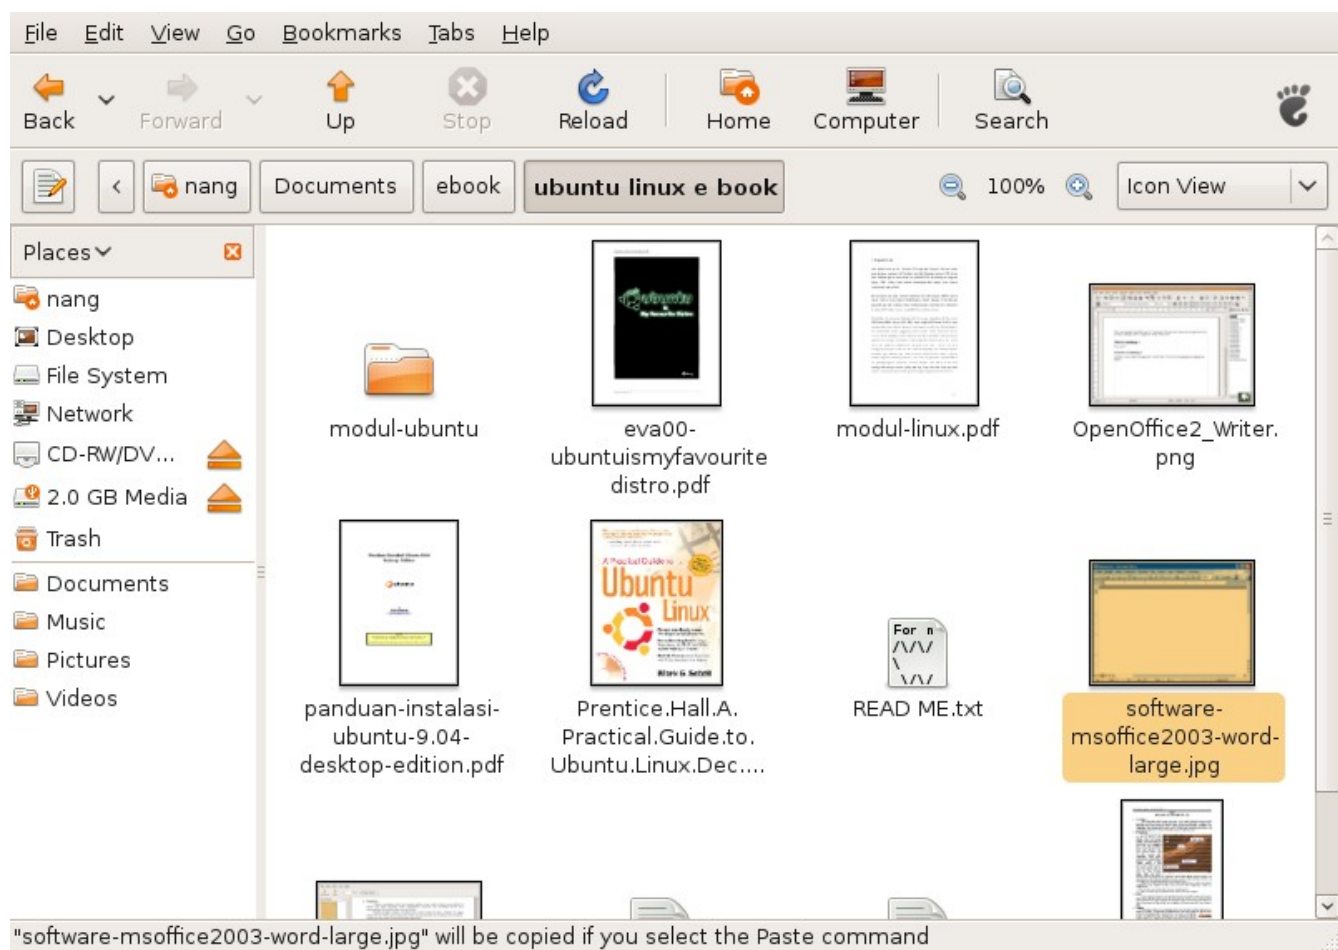 File Edit View Go Bookmarks Tabs Help
Back Forward Up Stop Reload Home Computer Search
nang Documents ebook ubuntu linux e book 100% Icon View
Places
nang
Desktop
File System
Network
CD-RW/DV...
2.0 GB Media
Trash
Documents
Music
Pictures
Videos
modul-ubuntu
eva00-
ubuntuismyfavourite
distro.pdf
modul-linux.pdf
OpenOffice2_Writer.
png
ubuntu
A Practical Guide to
Ubuntu
Linux
Mark G. Sobell
For n
/\/\/
\
\/\/
panduan-instalasi-
ubuntu-9.04-
desktop-edition.pdf
Prentice.Hall.A.
Practical.Guide.to.
Ubuntu.Linux.Dec....
READ ME.txt
software-
msoffice2003-word-
large.jpg
"software-msoffice2003-word-large.jpg" will be copied if you select the Paste command